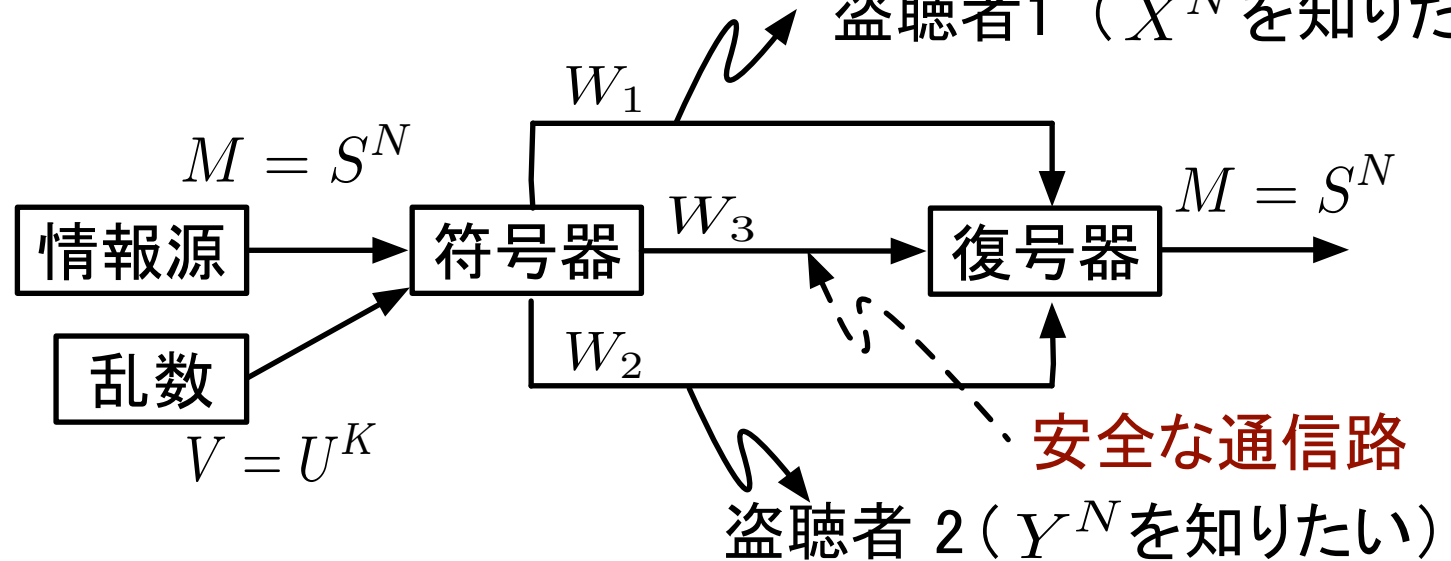 盗聴者1（$X^N$を知りた
$W_1$
$M = S^N$
$M = S^N$
情報源
符号器
$W_3$
復号器
乱数
$W_2$
$V = U^K$
安全な通信路
盗聴者 2（$Y^N$を知りたい）